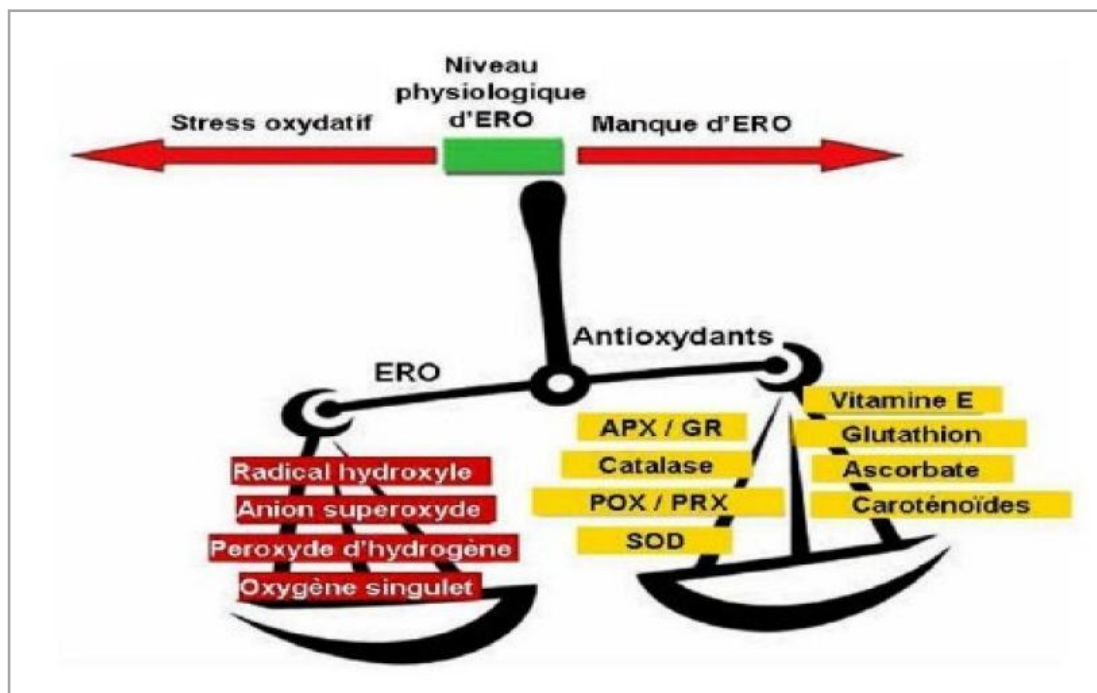 Niveau
physiologique
d'ERO
Stress oxydatif
Manque d'ERO
Antioxydants
ERO
Radical hydroxyle
Anion superoxyde
Peroxyde d'hydrogène
Oxygène singulet
APX / GR
Catalase
POX / PRX
SOD
Vitamine E
Glutathion
Ascorbate
Caroténoïdes